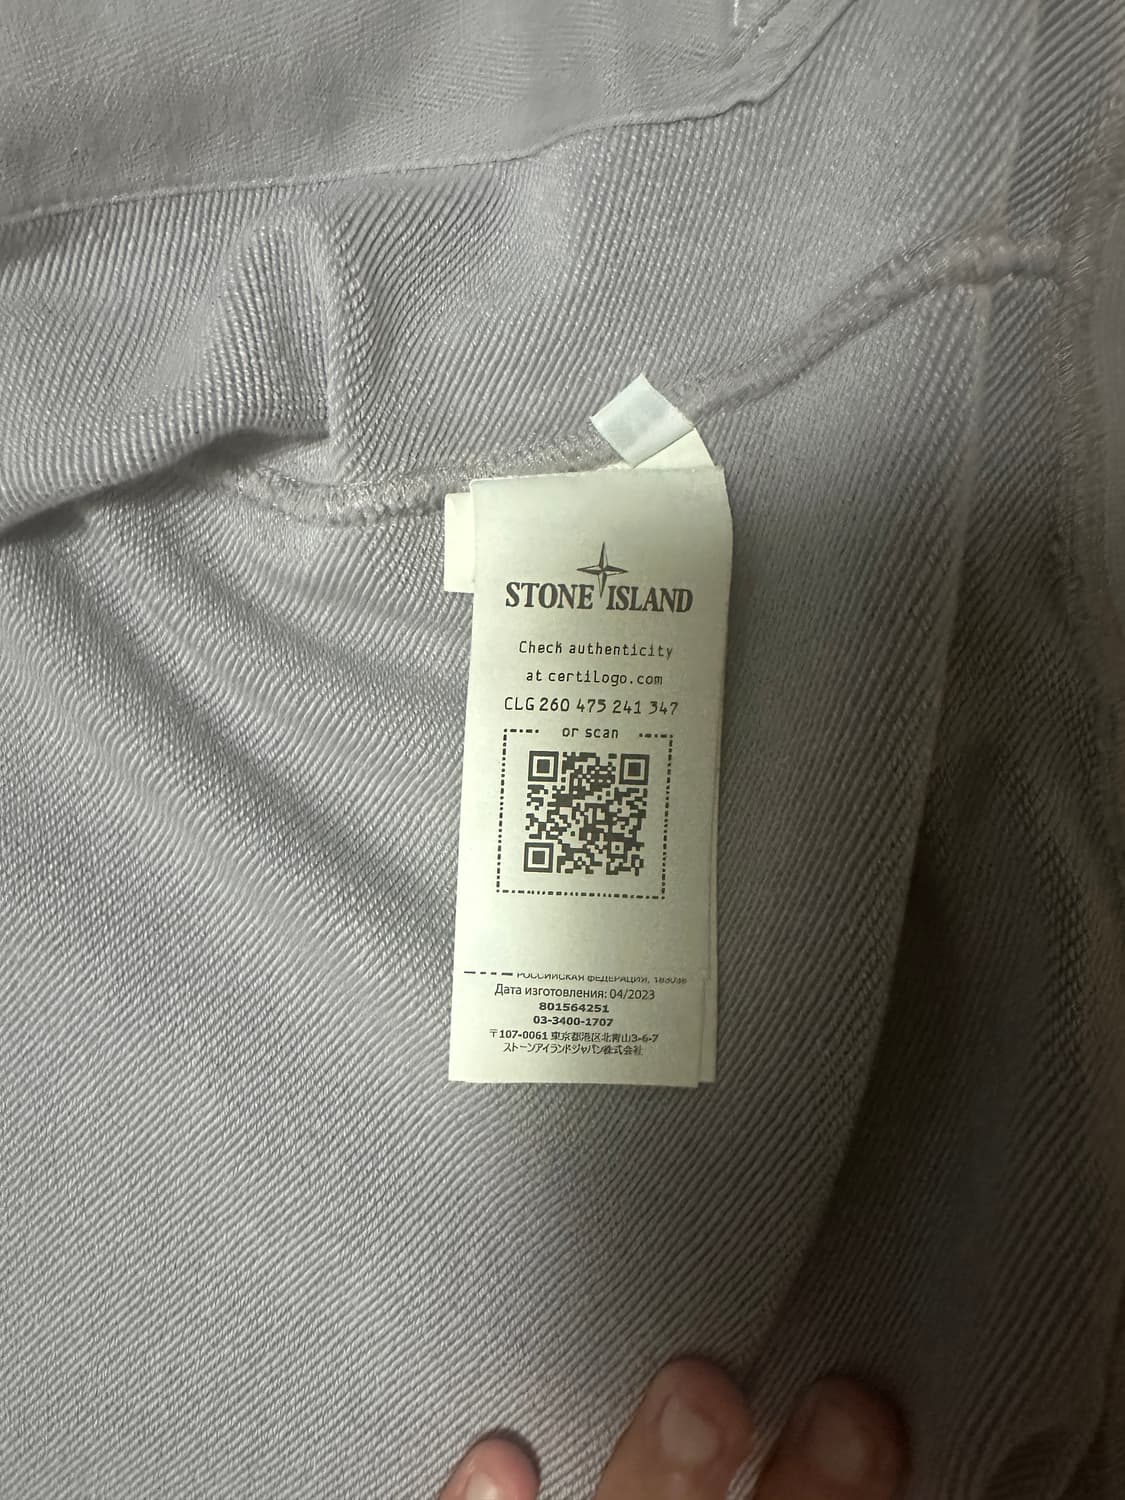 STONE ISLAND
Check authenticity
at certilogo.com
CLG 260 475 241 347
or scan
РОССИЙСКАЯ ФЕДЕРАЦИЯ,
Дата изготовления: 04/2023
801564251
03-3400-1707
〒107-0061 東京都港区北青山3-6-7
ストーンアイランドジャパン株式会社